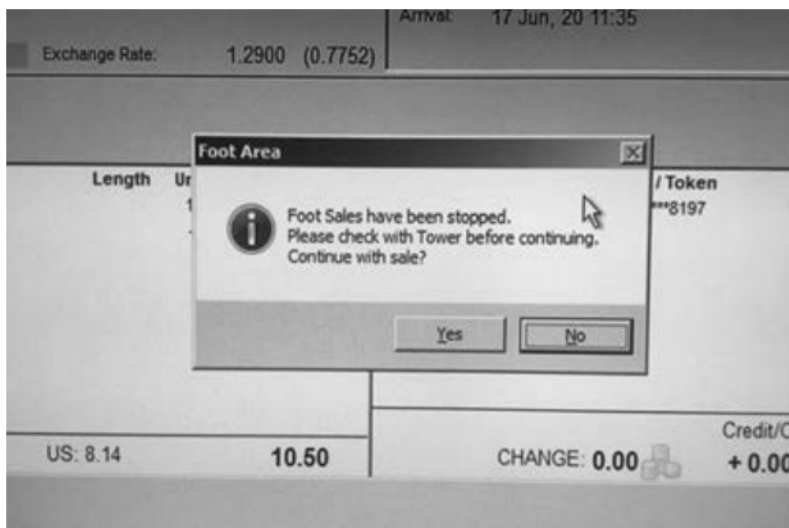 Arrival: 17 Jun, 20 11:35
Exchange Rate: 1.2900 (0.7752)
Foot Area
Length / Token
***8197
Foot Sales have been stopped.
Please check with Tower before continuing.
Continue with sale?
Yes No
Credit/
US: 8.14 10.50 CHANGE: 0.00 + 0.00